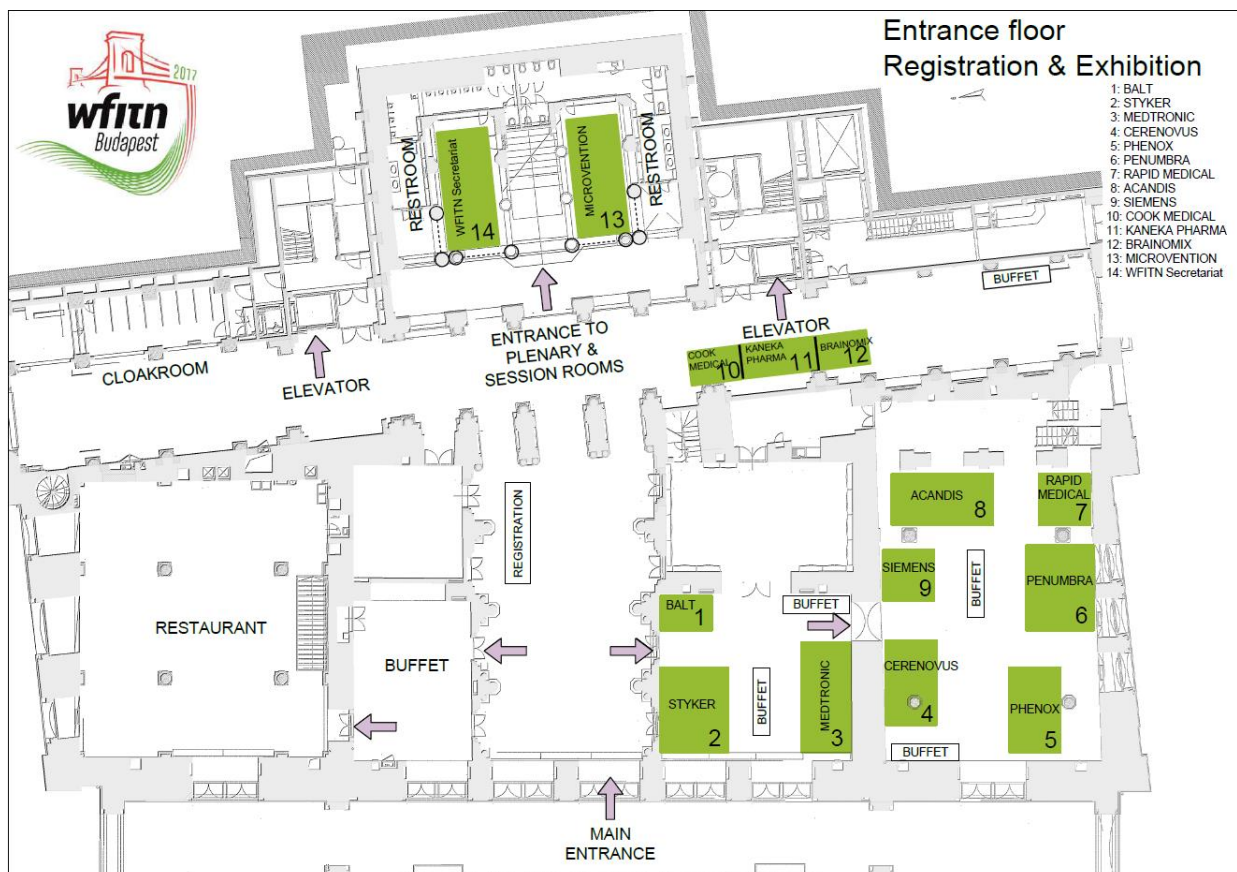 2017
wfitn
Budapest
Entrance floor
Registration & Exhibition
1: BALT
2: STYKER
3: MEDTRONIC
4: CERENOVUS
5: PHENOX
6: PENUMBRA
7: RAPID MEDICAL
8: ACANDIS
9: SIEMENS
10: COOK MEDICAL
11: KANEKA PHARMA
12: BRAINOMIX
13: MICROVENTION
14: WFITN Secretariat
RESTROOM
WFITN Secretariat
14
MICROVENTION
13
RESTROOM
BUFFET
CLOAKROOM
ELEVATOR
ENTRANCE TO
PLENARY &
SESSION ROOMS
ELEVATOR
COOK
MEDICAL
10
KANEKA
PHARMA
11
BRAINOMIX
12
REGISTRATION
ACANDIS
8
RAPID
MEDICAL
7
SIEMENS
9
BUFFET
PENUMBRA
6
BALT
1
BUFFET
RESTAURANT
BUFFET
STYKER
2
BUFFET
MEDTRONIC
3
CERENOVUS
4
PHENOX
5
BUFFET
MAIN
ENTRANCE